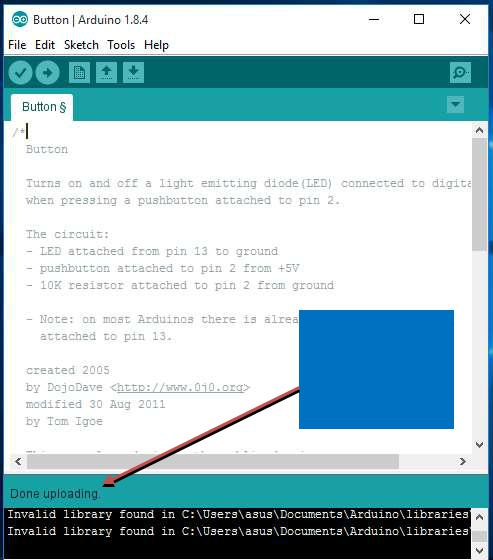 Button | Arduino 1.8.4
File Edit Sketch Tools Help
Button §
/*
Button
Turns on and off a light emitting diode(LED) connected to digita
when pressing a pushbutton attached to pin 2.
The circuit:
- LED attached from pin 13 to ground
- pushbutton attached to pin 2 from +5V
- 10K resistor attached to pin 2 from ground
- Note: on most Arduinos there is alrea
attached to pin 13.
created 2005
by DojoDave <http://www.0j0.org>
modified 30 Aug 2011
by Tom Igoe
Done uploading.
Invalid library found in C:\Users\asus\Documents\Arduino\libraries\
Invalid library found in C:\Users\asus\Documents\Arduino\libraries\